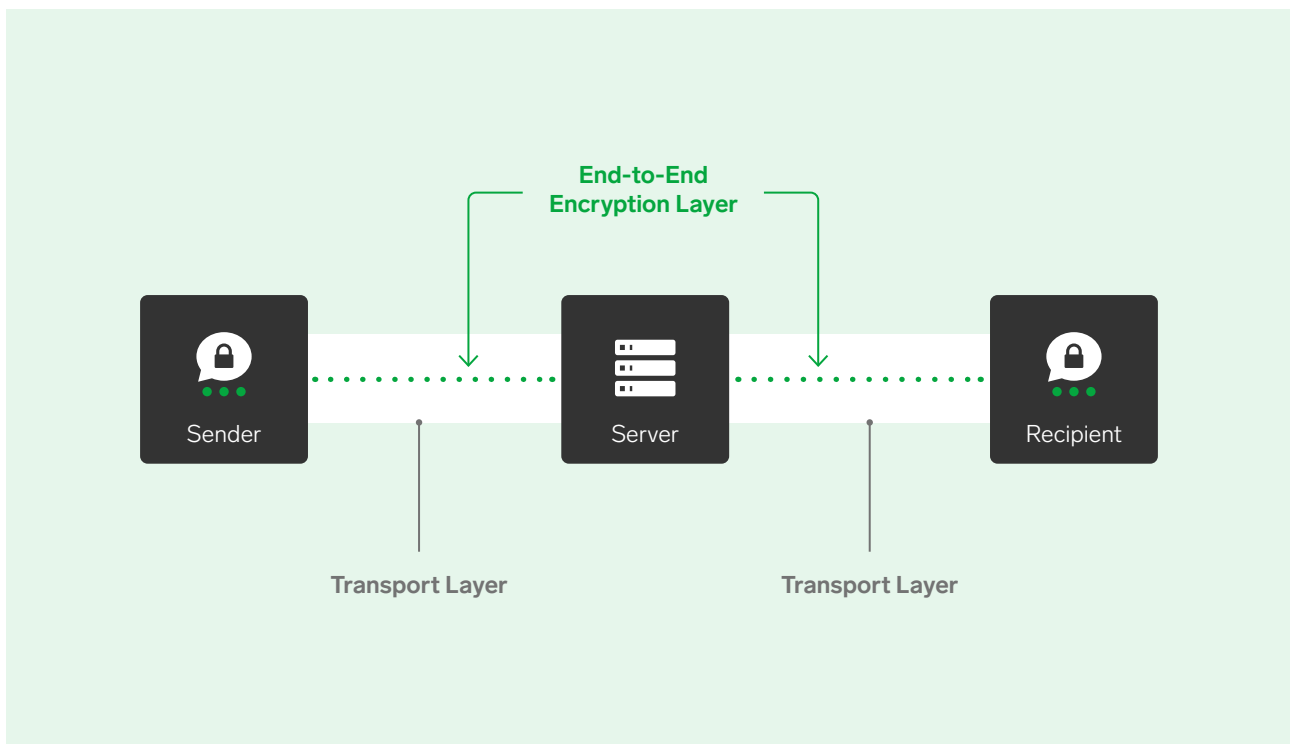 End-to-End
Encryption Layer
Sender
Server
Recipient
Transport Layer
Transport Layer